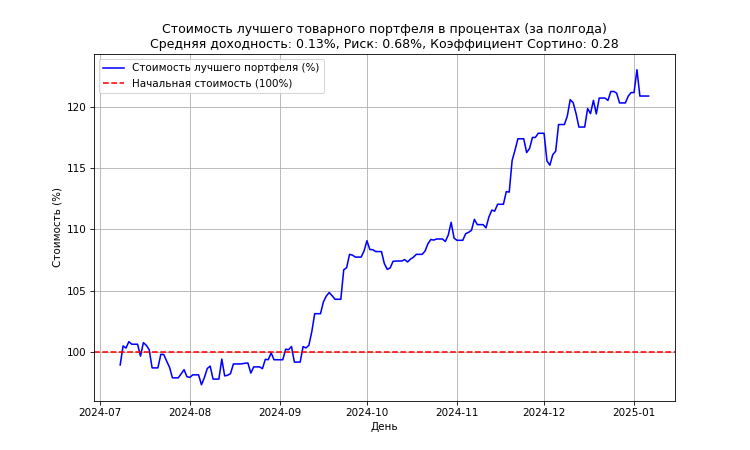 Стоимость лучшего товарного портфеля в процентах (за полгода)
Средняя доходность: 0.13%, Риск: 0.68%, Коэффициент Сортино: 0.28
Стоимость лучшего портфеля (%)
Начальная стоимость (100%)
Стоимость (%)
120
115
110
105
100
2024-07
2024-08
2024-09
2024-10
2024-11
2024-12
2025-01
День